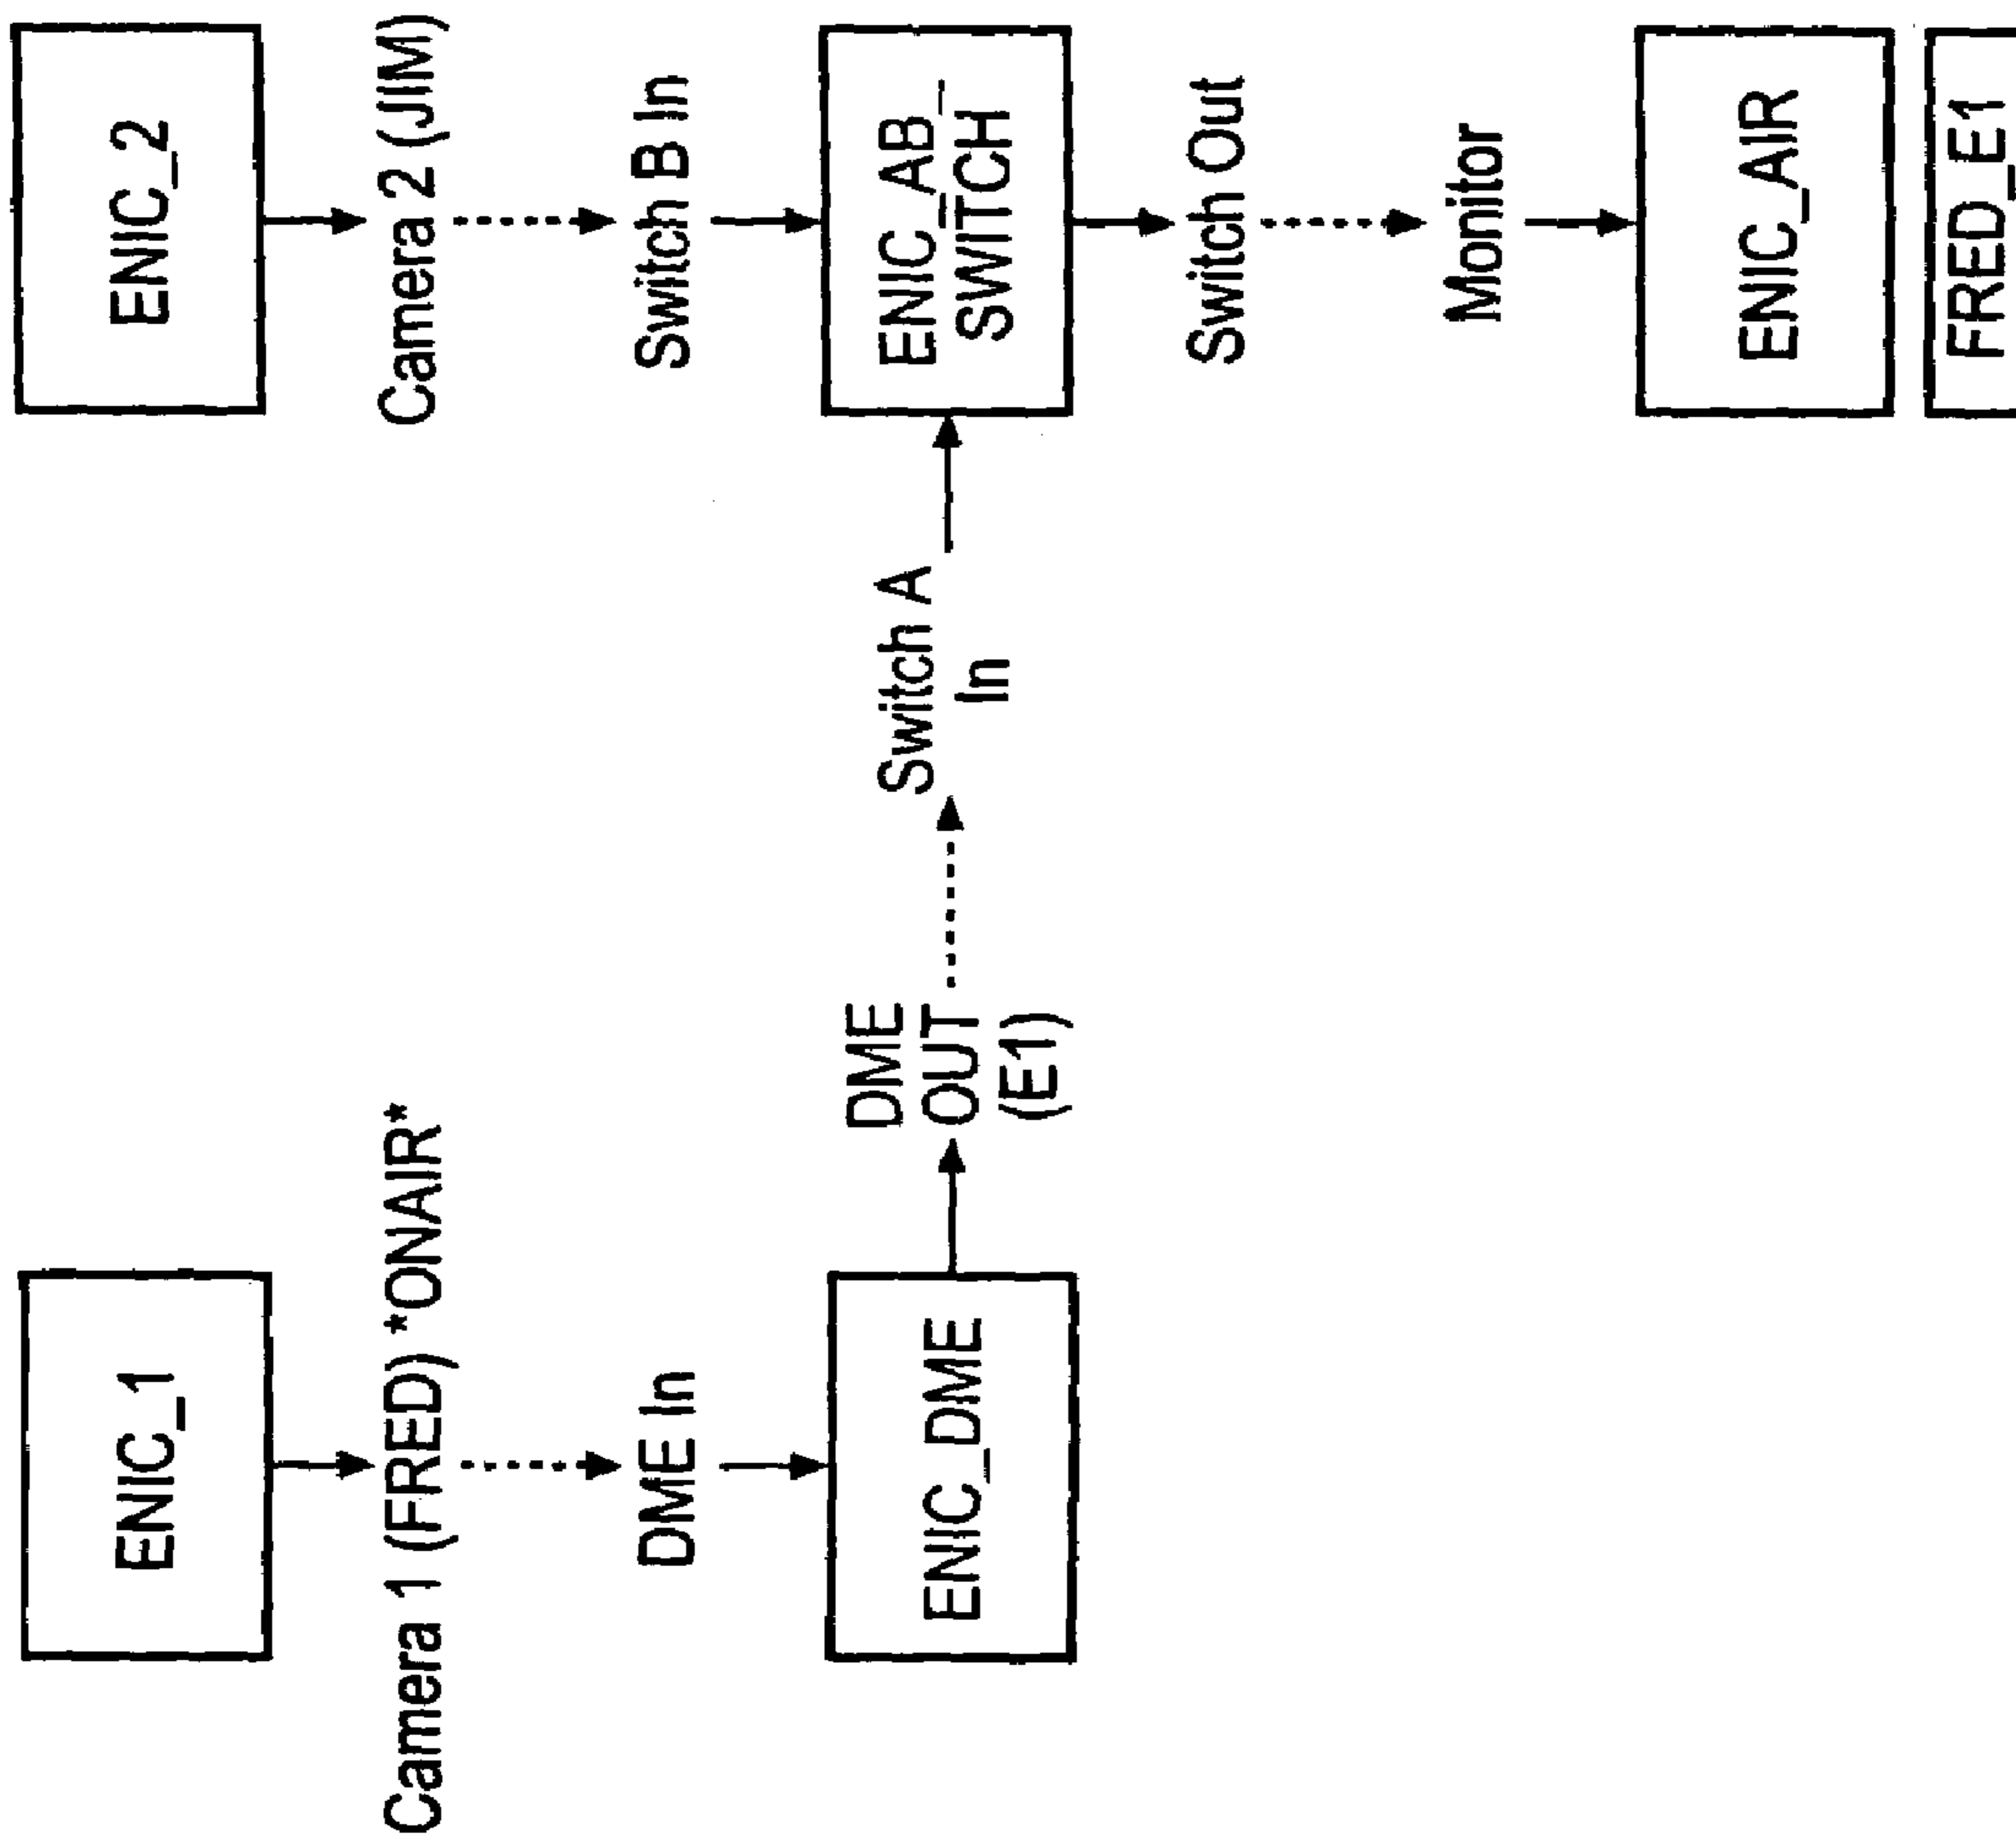 ENIC_1
ENIC_2
Camera 1 (FRED) *ONAIR*
Camera 2 (JIM)
DME In
Switch B In
ENIC_DME
DME
OUT
(E1)
Switch A
In
ENIC_AB_
SWITCH
Switch Out
Monitor
ENIC_AIR
FRED_E1